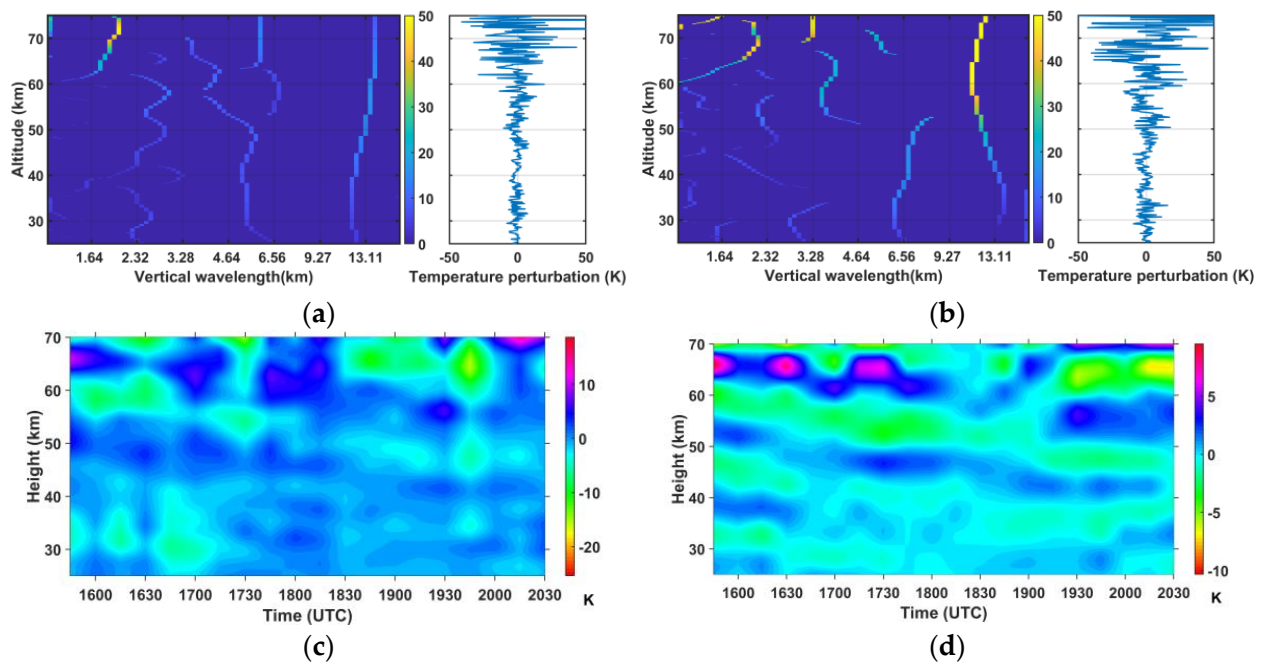 70
60
50
40
30
Altitude (km)
1.64 2.32 3.28 4.64 6.56 9.27 13.11
Vertical wavelength(km)
50
40
30
20
10
0
-50 0 50
Temperature perturbation (K)
(a)
70
60
50
40
30
Altitude (km)
1.64 2.32 3.28 4.64 6.56 9.27 13.11
Vertical wavelength(km)
50
40
30
20
10
0
-50 0 50
Temperature perturbation (K)
(b)
70
60
50
40
30
Height (km)
1600 1630 1700 1730 1800 1830 1900 1930 2000 2030
Time (UTC)
10
0
-10
-20
K
(c)
70
60
50
40
30
Height (km)
1600 1630 1700 1730 1800 1830 1900 1930 2000 2030
Time (UTC)
5
0
-5
-10
K
(d)